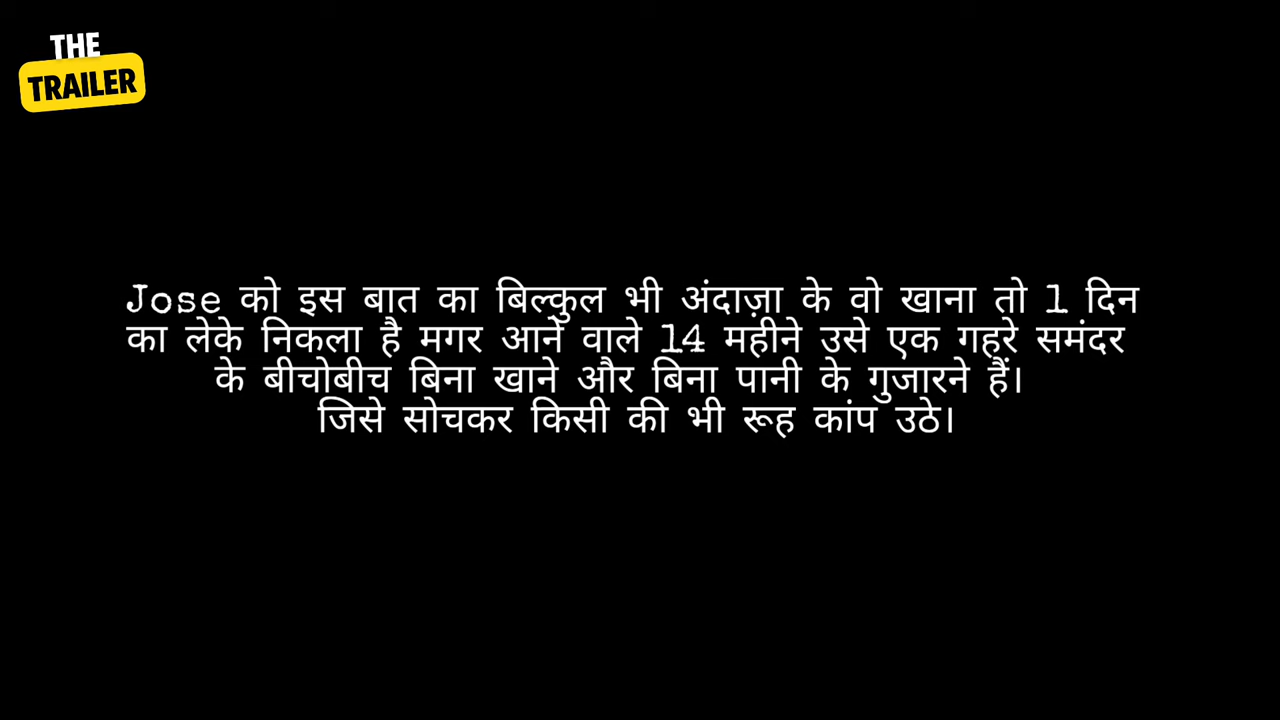 THE
TRAILER
Jose को इस बात का बिल्कुल भी अंदाज़ा के वो खाना तो 1 दिन
का लेके निकला है मगर आने वाले 14 महीने उसे एक गहरे समंदर
के बीचोबीच बिना खाने और बिना पानी के गुजारने हैं।
जिसे सोचकर किसी की भी रूह कांप उठे।